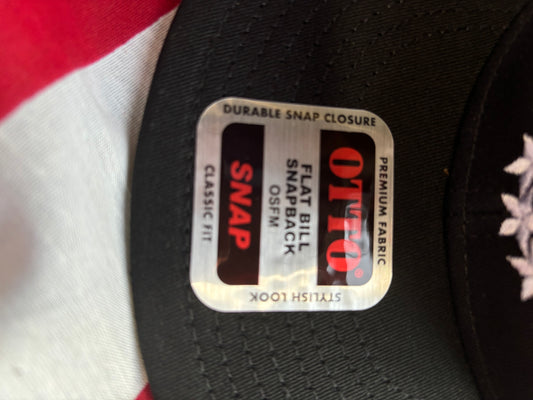 PREMIUM FABRIC
OTTO®
FLAT BILL
SNAPBACK
OSFM
SNAP
CLASSIC FIT
DURABLE SNAP CLOSURE
STYLISH LOOK